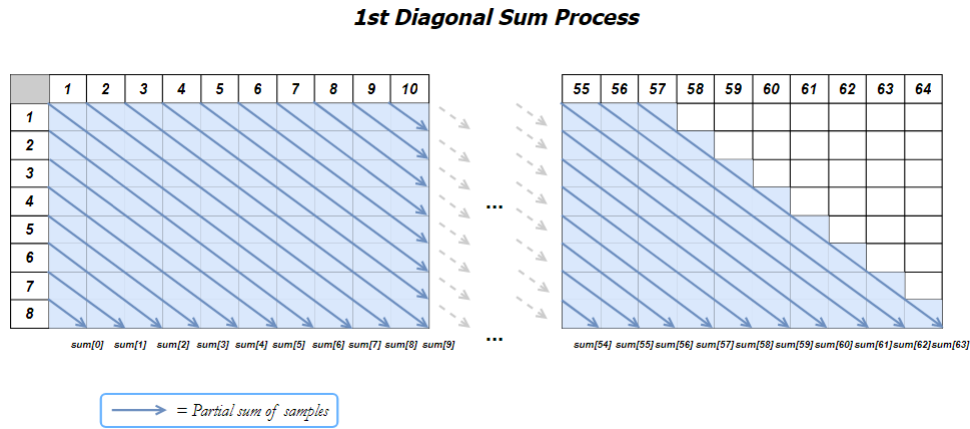 1st Diagonal Sum Process
1 2 3 4 5 6 7 8 9 10 55 56 57 58 59 60 61 62 63 64
1
2
3
4 ...
5
6
7
8
...
sum[0] sum[1] sum[2] sum[3] sum[4] sum[5] sum[6] sum[7] sum[8] sum[9] sum[54] sum[55] sum[56] sum[57] sum[58] sum[59] sum[60] sum[61] sum[62] sum[63]
= Partial sum of samples